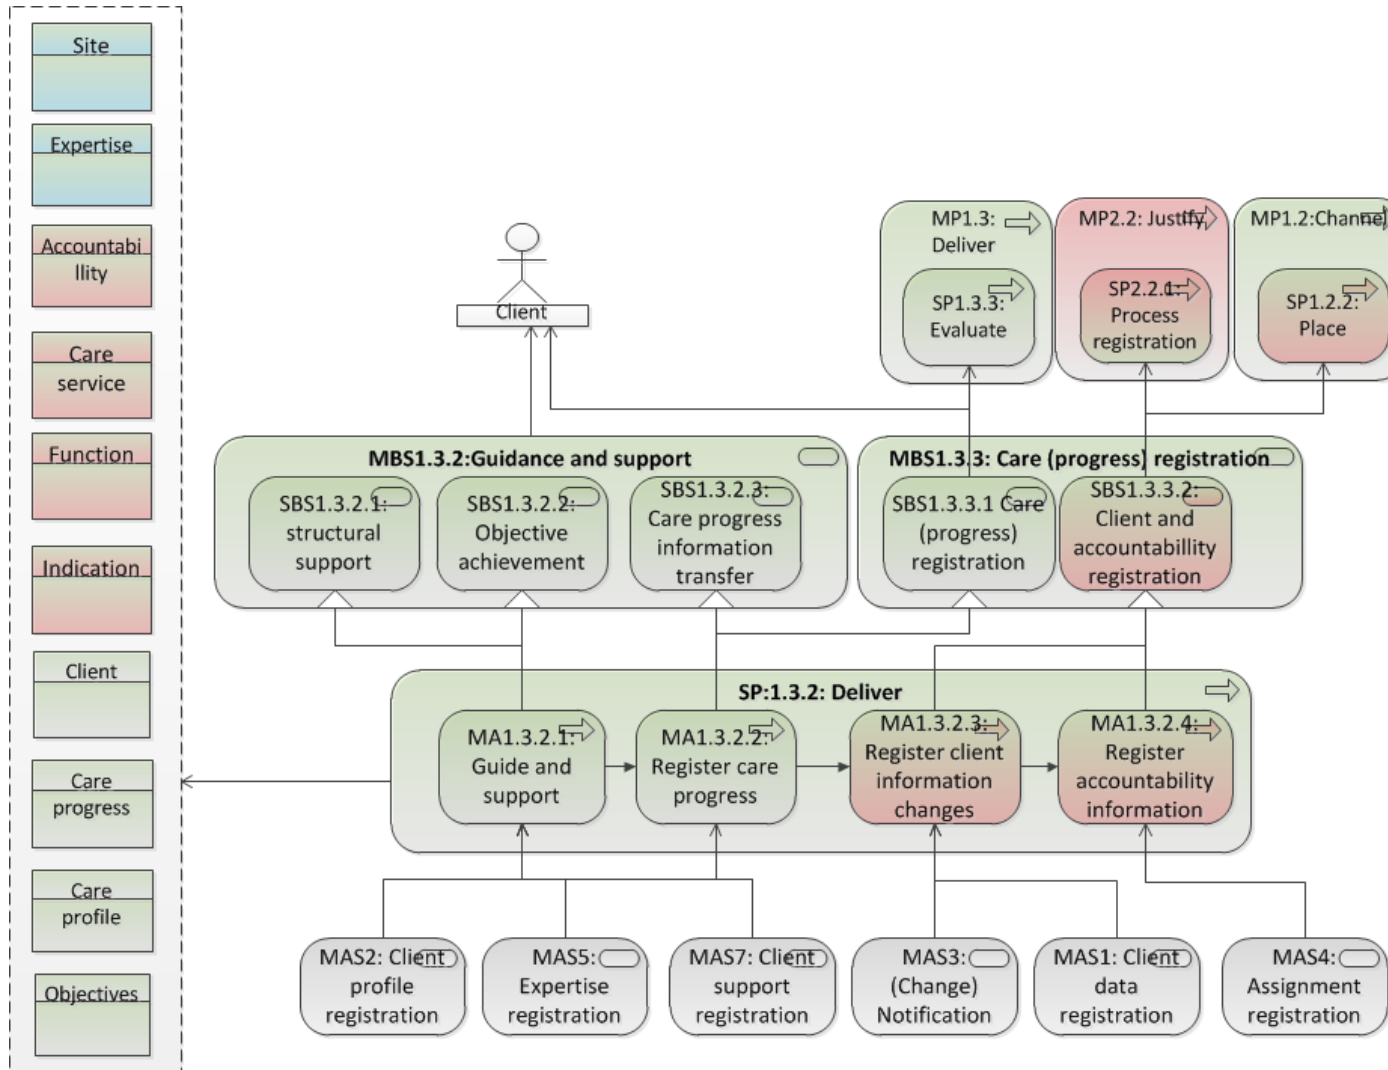 Site
Expertise
Accountabi
llity
Care
service
Function
Indication
Client
Care
progress
Care
profile
Objectives
Client
MP1.3:
Deliver
SP1.3.3:
Evaluate
MP2.2: Justify
SP2.2.1:
Process
registration
MP1.2:Channel
SP1.2.2:
Place
MBS1.3.2:Guidance and support
SBS1.3.2.1:
structural
support
SBS1.3.2.2:
Objective
achievement
SBS1.3.2.3:
Care progress
information
transfer
MBS1.3.3: Care (progress) registration
SBS1.3.3.1 Care
(progress)
registration
SBS1.3.3.2:
Client and
accountabillity
registration
SP:1.3.2: Deliver
MA1.3.2.1:
Guide and
support
MA1.3.2.2:
Register care
progress
MA1.3.2.3:
Register client
information
changes
MA1.3.2.4:
Register
accountability
information
MAS2: Client
profile
registration
MAS5:
Expertise
registration
MAS7: Client
support
registration
MAS3:
(Change)
Notification
MAS1: Client
data
registration
MAS4:
Assignment
registration